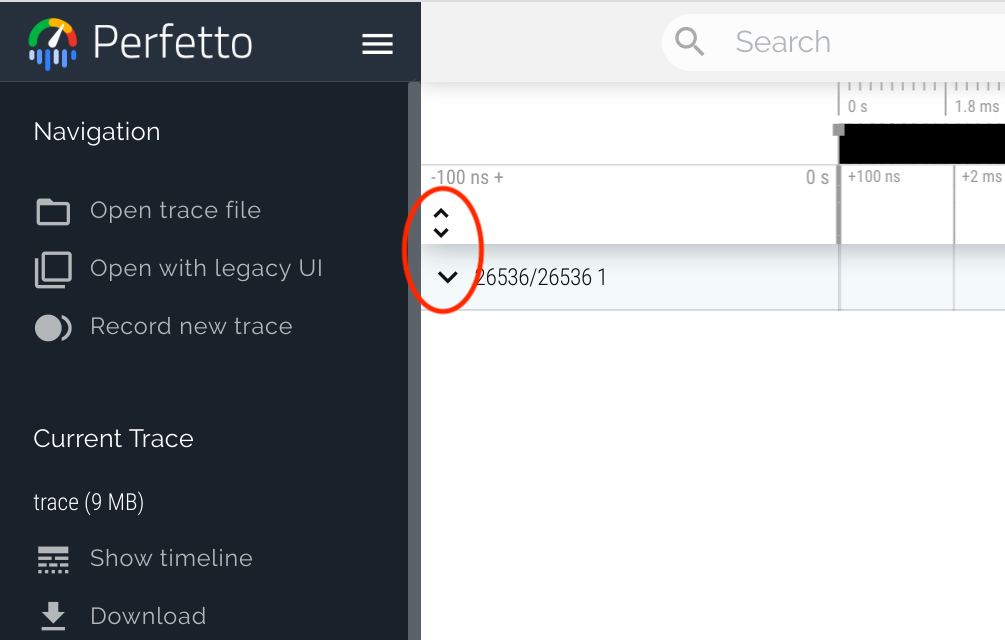 Perfetto
Search
Navigation
Open trace file
Open with legacy UI
Record new trace
Current Trace
trace (9 MB)
Show timeline
Download
0 s
1.8 ms
-100 ns +
0 s
+100 ns
+2 ms
26536/26536 1